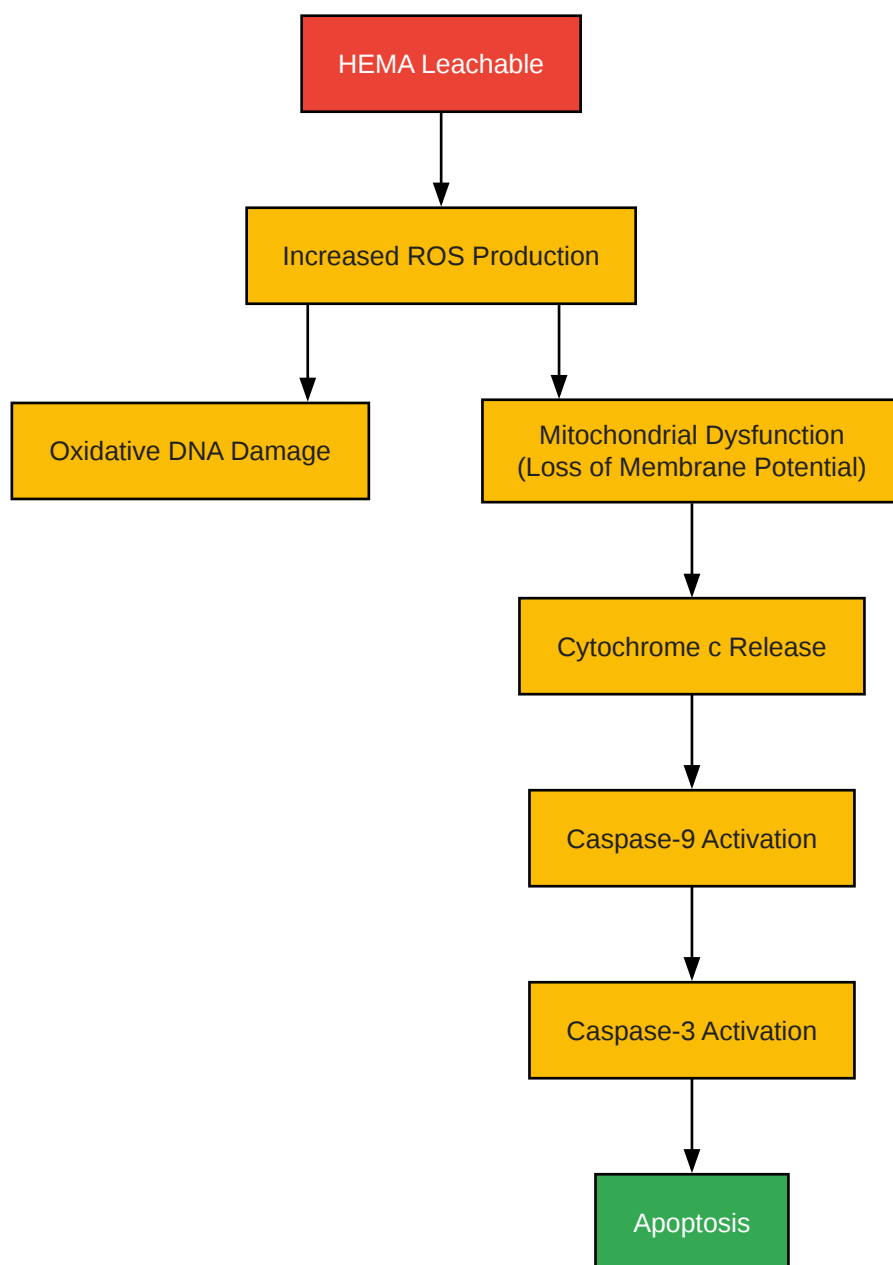 HEMA Leachable
Increased ROS Production
Oxidative DNA Damage
Mitochondrial Dysfunction
(Loss of Membrane Potential)
Cytochrome c Release
Caspase-9 Activation
Caspase-3 Activation
Apoptosis